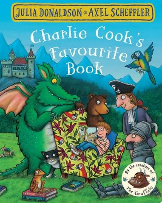 JULIA DONALDSON • AXEL SCHEFFLER
Charlie Cook's
Favourite
Book